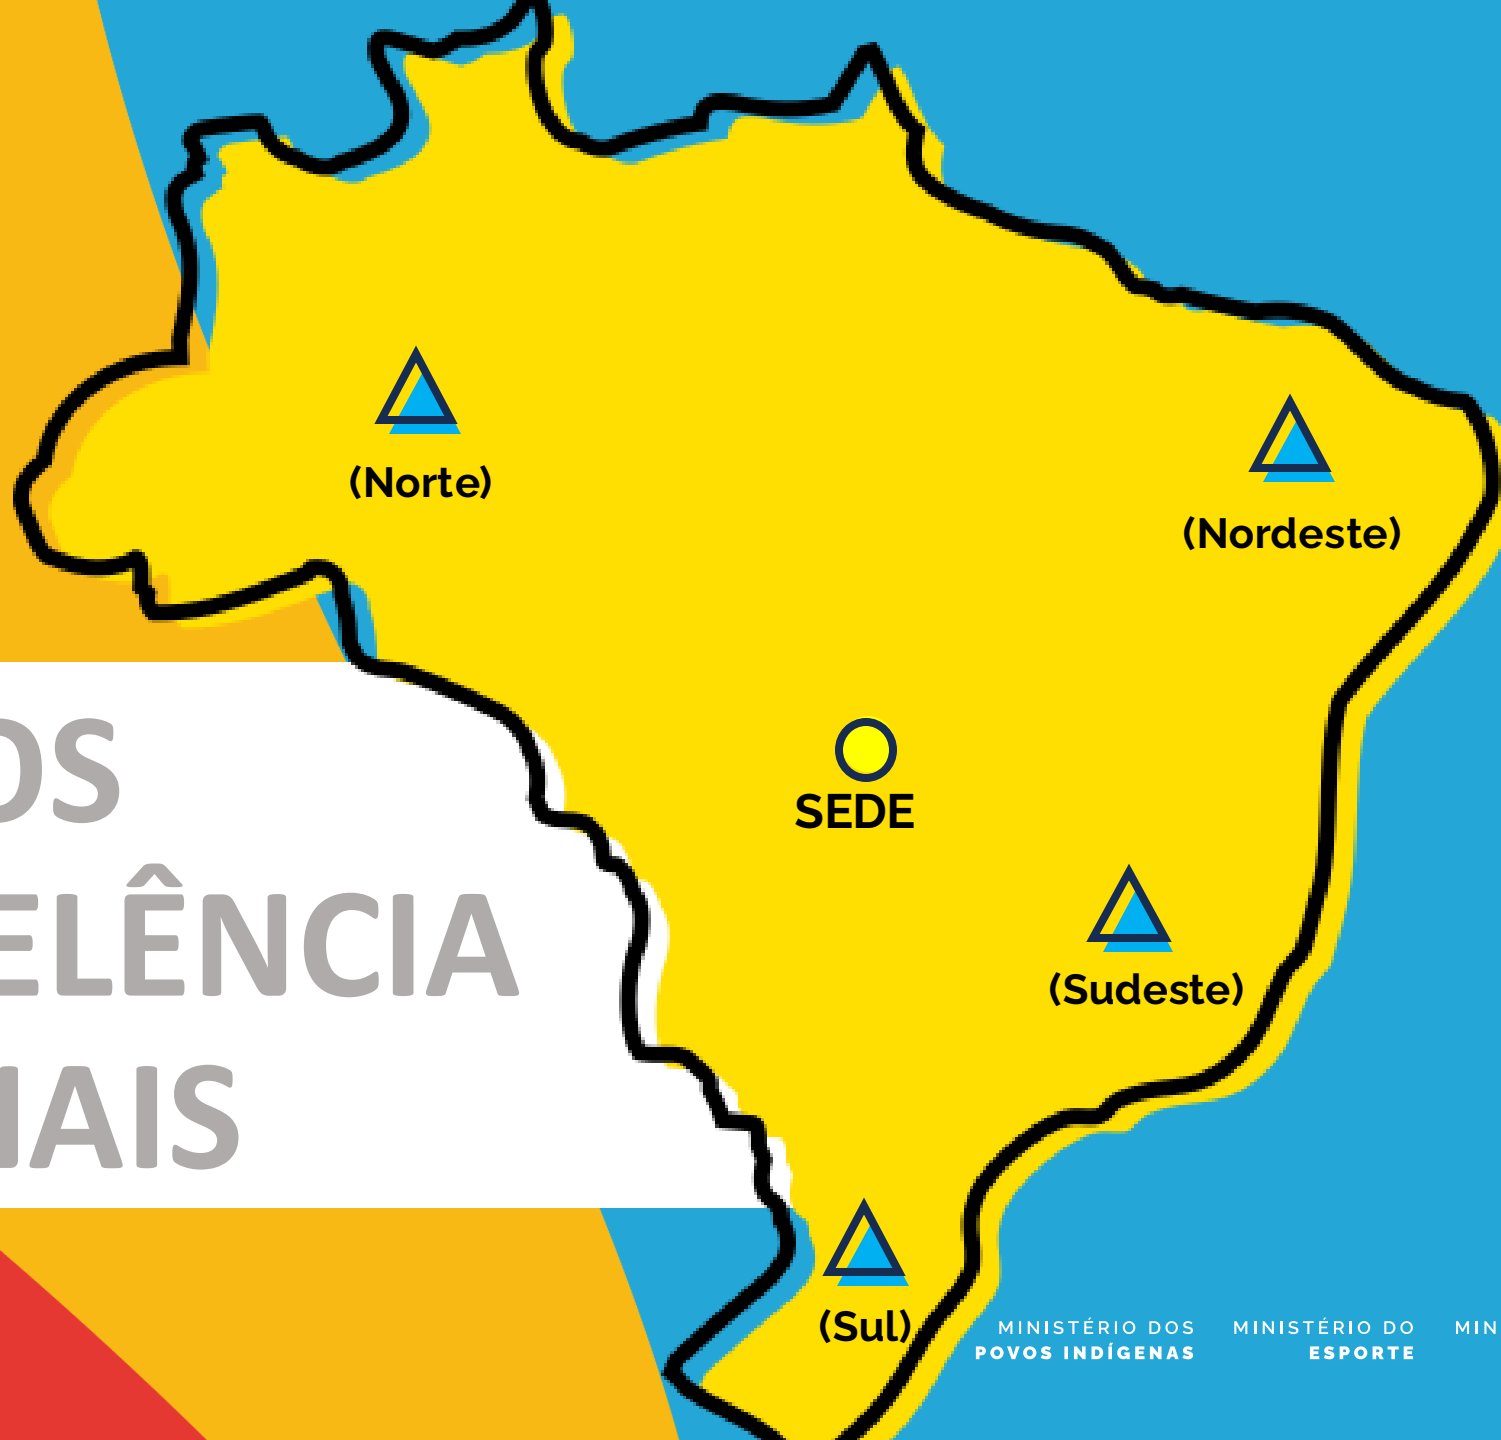 (Norte)
(Nordeste)
OS
SEDE
ELÊNCIA
(Sudeste)
IAIS
(Sul)
MINISTÉRIO DOS
POVOS INDÍGENAS
MINISTÉRIO DO
ESPORTE
MIN